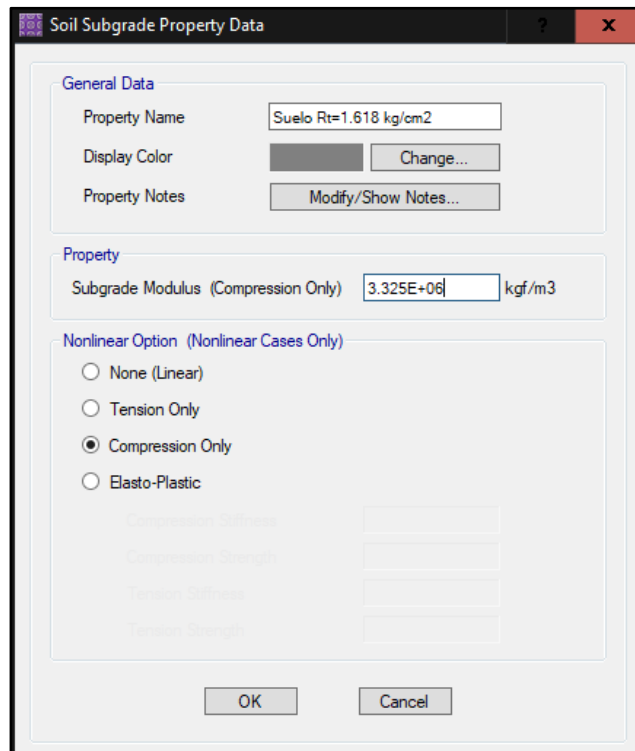 Soil Subgrade Property Data ? x
General Data
Property Name Suelo Rt=1.618 kg/cm2
Display Color Change...
Property Notes Modify/Show Notes...
Property
Subgrade Modulus (Compression Only) 3.325E+06 kgf/m3
Nonlinear Option (Nonlinear Cases Only)
None (Linear)
Tension Only
Compression Only
Elasto-Plastic
Compression Stiffness
Compression Strength
Tension Stiffness
Tension Strength
OK Cancel